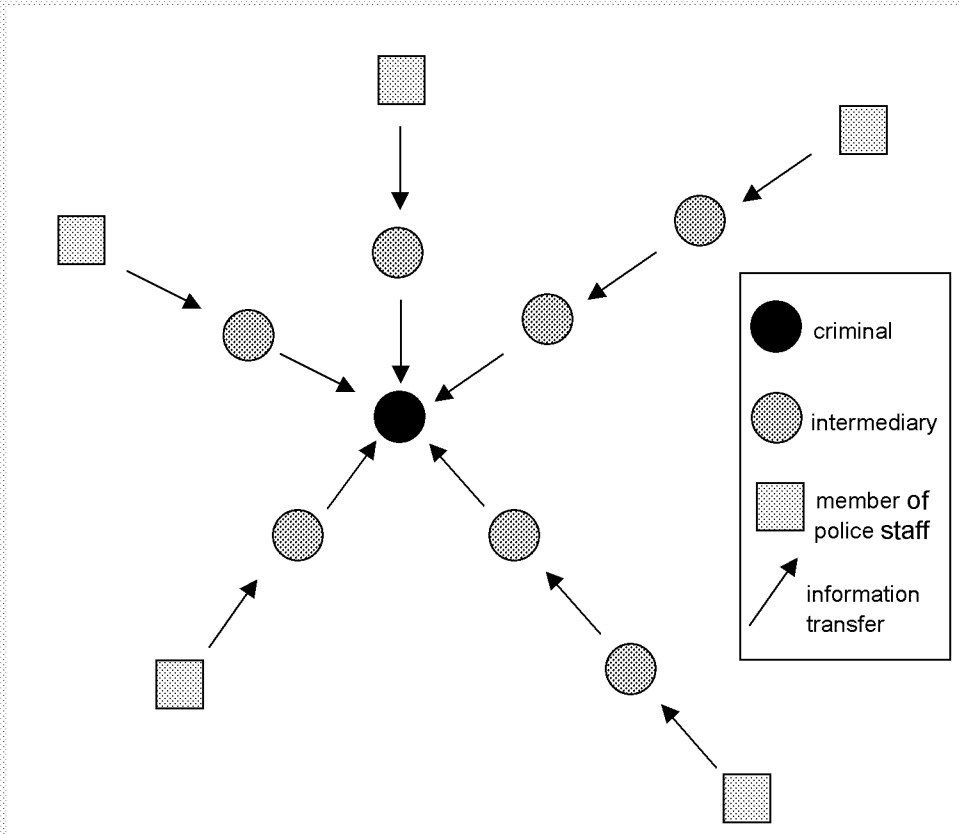 criminal
intermediary
member of
police staff
information
transfer